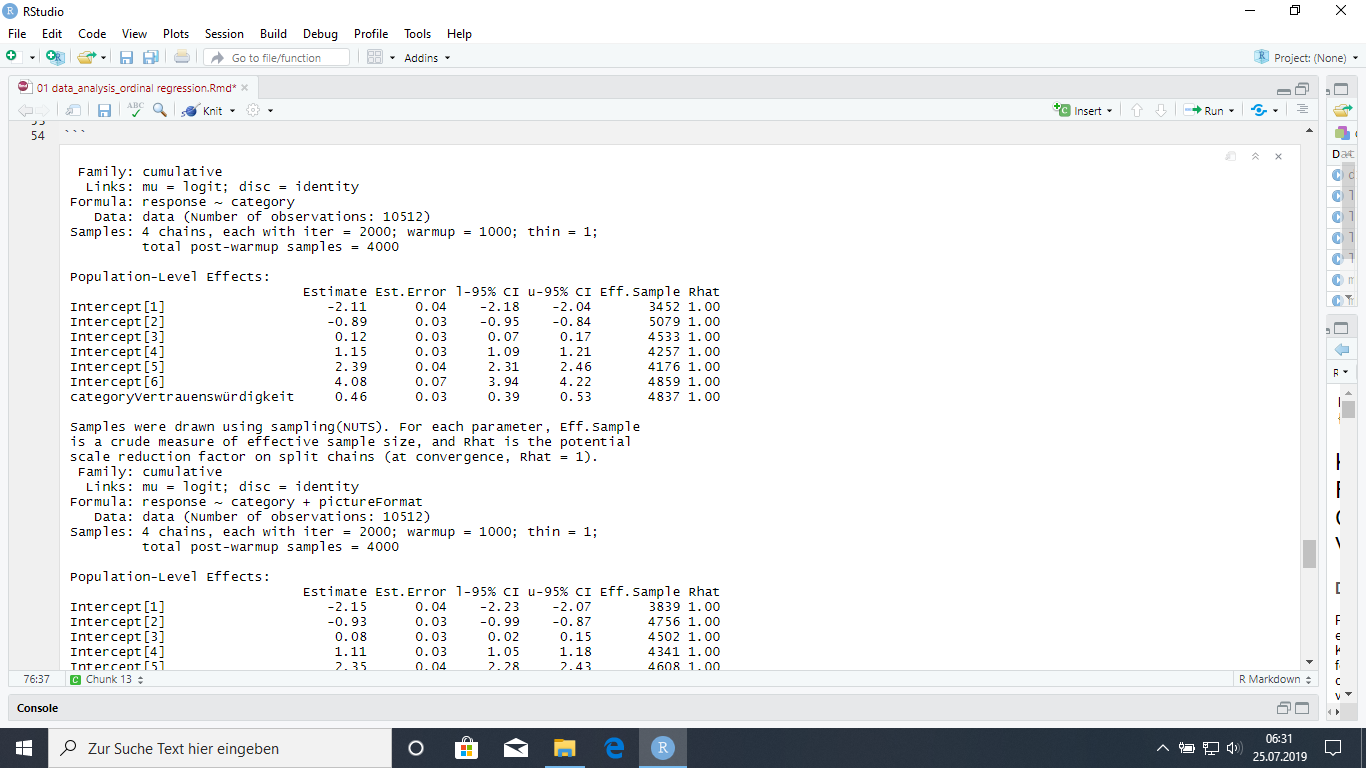 RStudio
File Edit Code View Plots Session Build Debug Profile Tools Help
Go to file/function Addins Project: (None)
01 data_analysis_ordinal regression.Rmd*
ABC Knit Insert Run
54 ```
Family: cumulative
Links: mu = logit; disc = identity
Formula: response ~ category
Data: data (Number of observations: 10512)
Samples: 4 chains, each with iter = 2000; warmup = 1000; thin = 1;
total post-warmup samples = 4000
Population-Level Effects:
Estimate Est.Error l-95% CI u-95% CI Eff.Sample Rhat
Intercept[1] -2.11 0.04 -2.18 -2.04 3452 1.00
Intercept[2] -0.89 0.03 -0.95 -0.84 5079 1.00
Intercept[3] 0.12 0.03 0.07 0.17 4533 1.00
Intercept[4] 1.15 0.03 1.09 1.21 4257 1.00
Intercept[5] 2.39 0.04 2.31 2.46 4176 1.00
Intercept[6] 4.08 0.07 3.94 4.22 4859 1.00
categoryVertrauenswürdigkeit 0.46 0.03 0.39 0.53 4837 1.00
Samples were drawn using sampling(NUTS). For each parameter, Eff.Sample
is a crude measure of effective sample size, and Rhat is the potential
scale reduction factor on split chains (at convergence, Rhat = 1).
Family: cumulative
Links: mu = logit; disc = identity
Formula: response ~ category + pictureFormat
Data: data (Number of observations: 10512)
Samples: 4 chains, each with iter = 2000; warmup = 1000; thin = 1;
total post-warmup samples = 4000
Population-Level Effects:
Estimate Est.Error l-95% CI u-95% CI Eff.Sample Rhat
Intercept[1] -2.15 0.04 -2.23 -2.07 3839 1.00
Intercept[2] -0.93 0.03 -0.99 -0.87 4756 1.00
Intercept[3] 0.08 0.03 0.02 0.15 4502 1.00
Intercept[4] 1.11 0.03 1.05 1.18 4341 1.00
Intercept[5] 2.35 0.04 2.28 2.43 4608 1.00
76:37 Chunk 13 R Markdown
Console
Zur Suche Text hier eingeben
06:31
25.07.2019